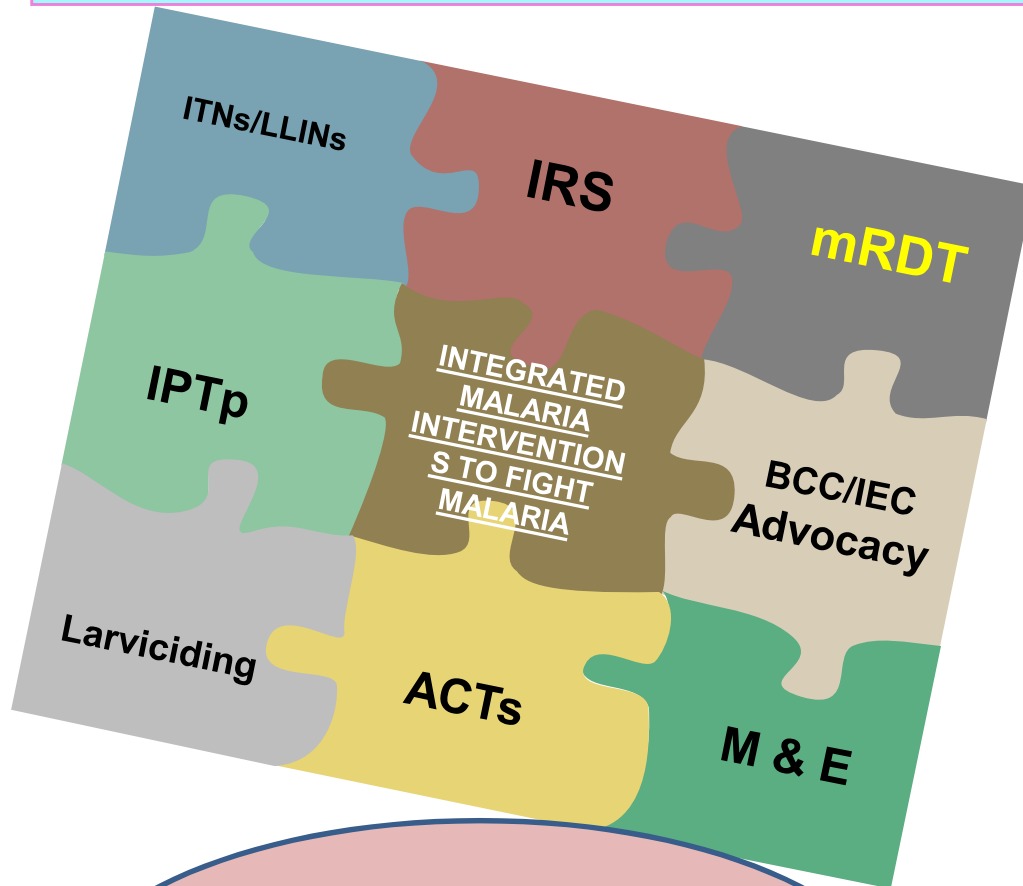 ITNs/LLINs
IRS
mRDT
IPTp
INTEGRATED
MALARIA
INTERVENTION
S TO FIGHT
MALARIA
BCC/IEC
Advocacy
Larviciding
ACTs
M & E